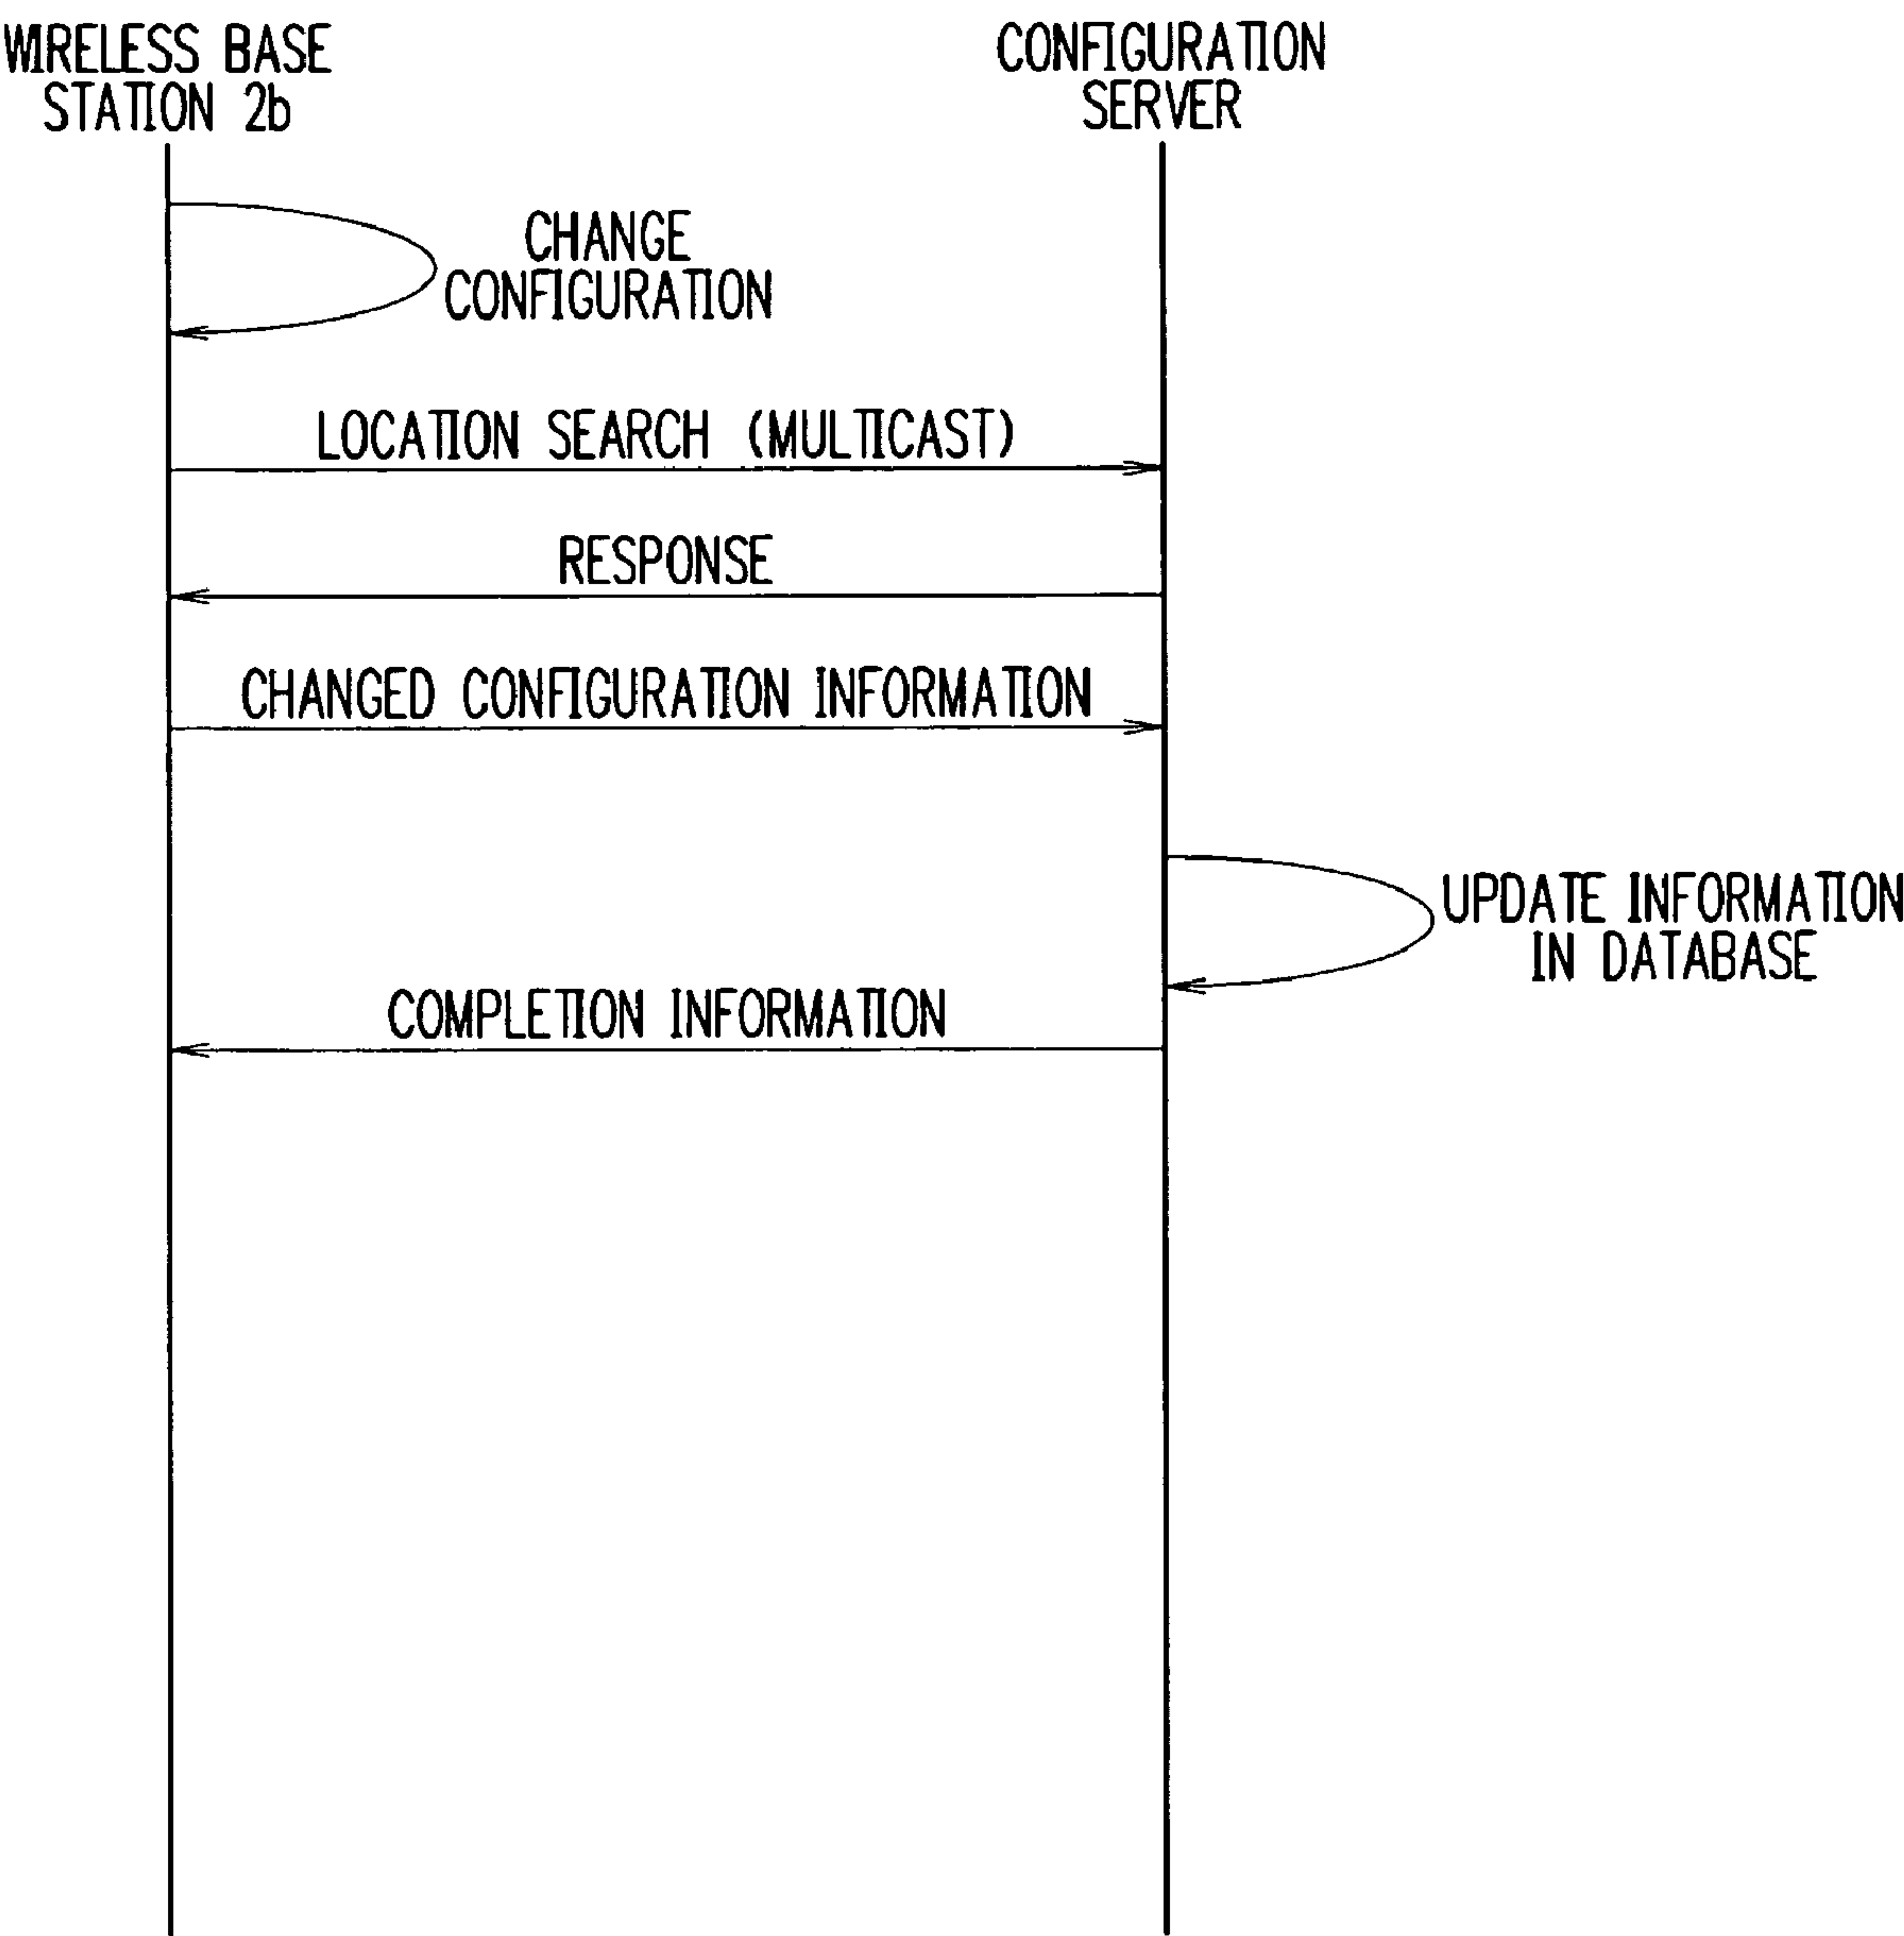 WIRELESS BASE
STATION 2b
CONFIGURATION
SERVER
CHANGE
CONFIGURATION
LOCATION SEARCH (MULTICAST)
RESPONSE
CHANGED CONFIGURATION INFORMATION
UPDATE INFORMATION
IN DATABASE
COMPLETION INFORMATION